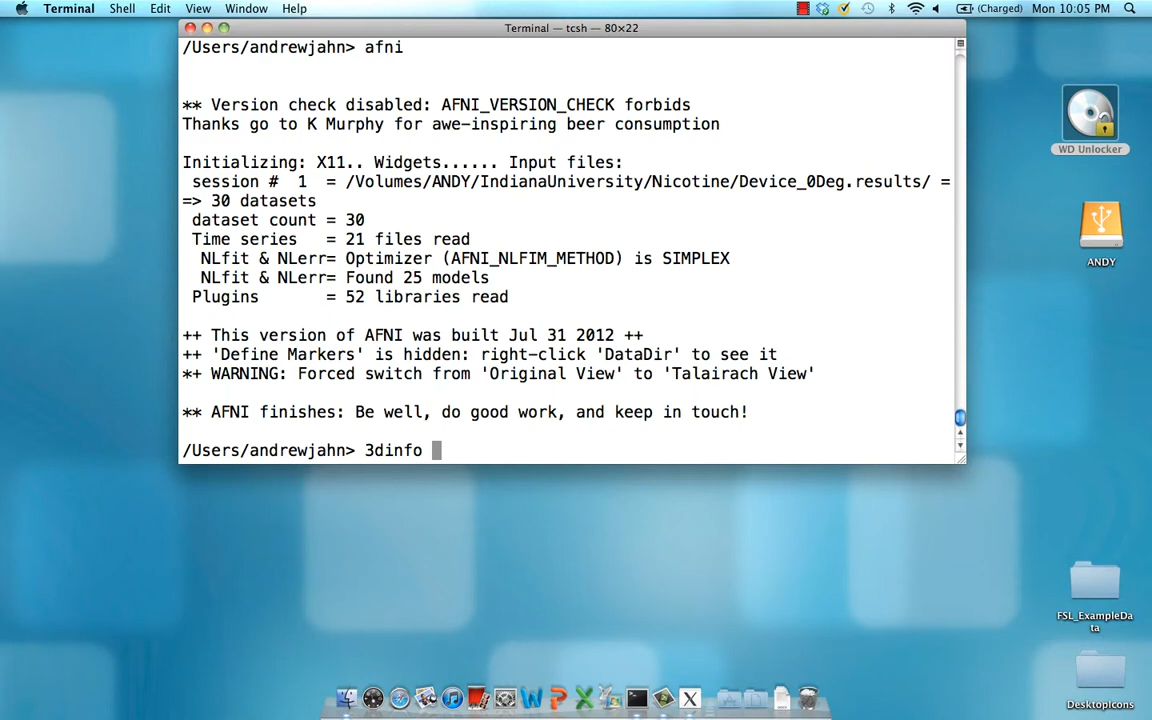 Terminal Shell Edit View Window Help (Charged) Mon 10:05 PM
Terminal — tcsh — 80×22
/Users/andrewjahn> afni
** Version check disabled: AFNI_VERSION_CHECK forbids
Thanks go to K Murphy for awe-inspiring beer consumption
Initializing: X11.. Widgets...... Input files:
session # 1 = /Volumes/ANDY/IndianaUniversity/Nicotine/Device_0Deg.results/ =
=> 30 datasets
dataset count = 30
Time series = 21 files read
NLfit & NLerr= Optimizer (AFNI_NLFIM_METHOD) is SIMPLEX
NLfit & NLerr= Found 25 models
Plugins = 52 libraries read
++ This version of AFNI was built Jul 31 2012 ++
++ 'Define Markers' is hidden: right-click 'DataDir' to see it
*+ WARNING: Forced switch from 'Original View' to 'Talairach View'
** AFNI finishes: Be well, do good work, and keep in touch!
/Users/andrewjahn> 3dinfo
WD Unlocker
ANDY
FSL_ExampleDa
ta
DesktopIcons